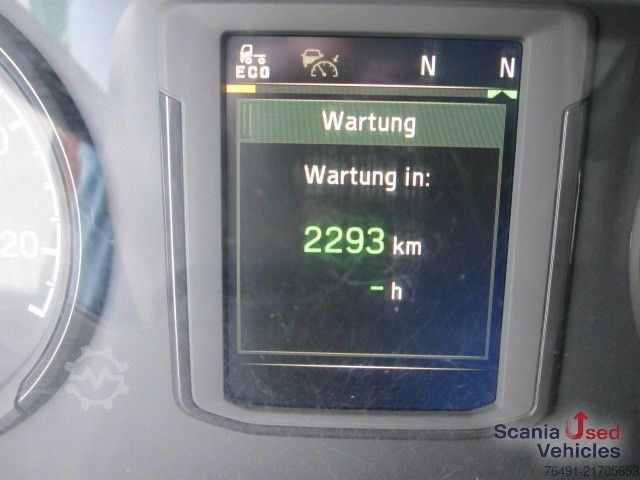 ECO N N
Wartung
Wartung in:
2293 km
- h
20
Scania Used
Vehicles
76491-21705653